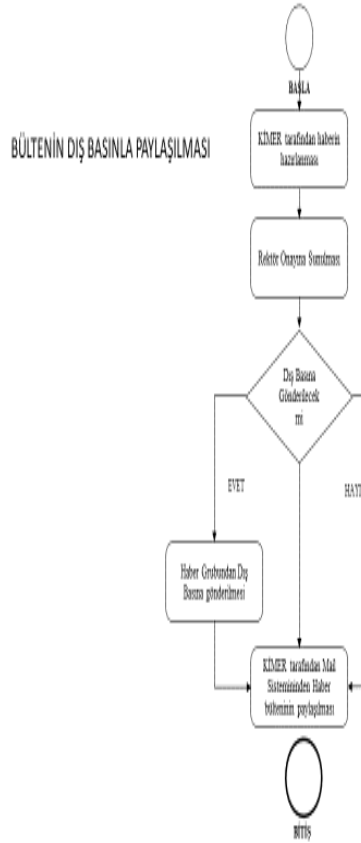 BAŞLA
BÜLTENİN DIŞ BASINLA PAYLAŞILMASI
KİMER tarafından haberin
hazırlanması
Rektör Onayına Sunulması
Dış Basına
Gönderilecek
mi
EVET
HAYI
Haber Grubundan Dış
Basına gönderilmesi
KİMER tarafından Mail
Sisteminden Haber
bülteninin paylaşılması
BİTİŞ